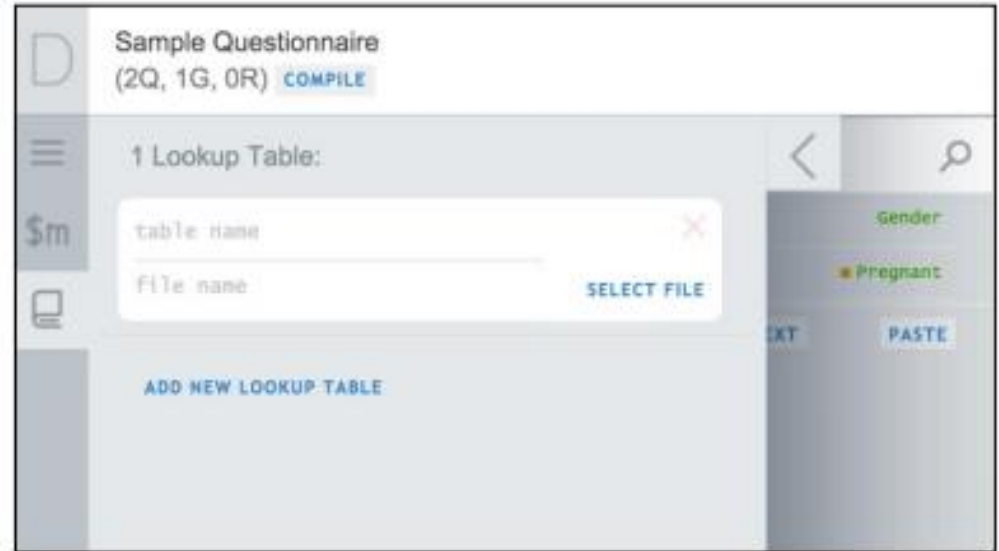 D
Sample Questionnaire
(2Q, 1G, 0R) COMPILE
1 Lookup Table:
$m
table name
Gender
file name
SELECT FILE
Pregnant
EXT
PASTE
ADD NEW LOOKUP TABLE